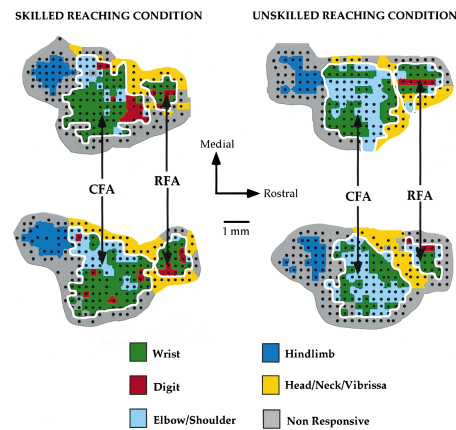 SKILLED REACHING CONDITION
UNSKILLED REACHING CONDITION
Medial
Rostral
CFA
RFA
CFA
RFA
1 mm
Wrist
Hindlimb
Digit
Head/Neck/Vibrissa
Elbow/Shoulder
Non Responsive